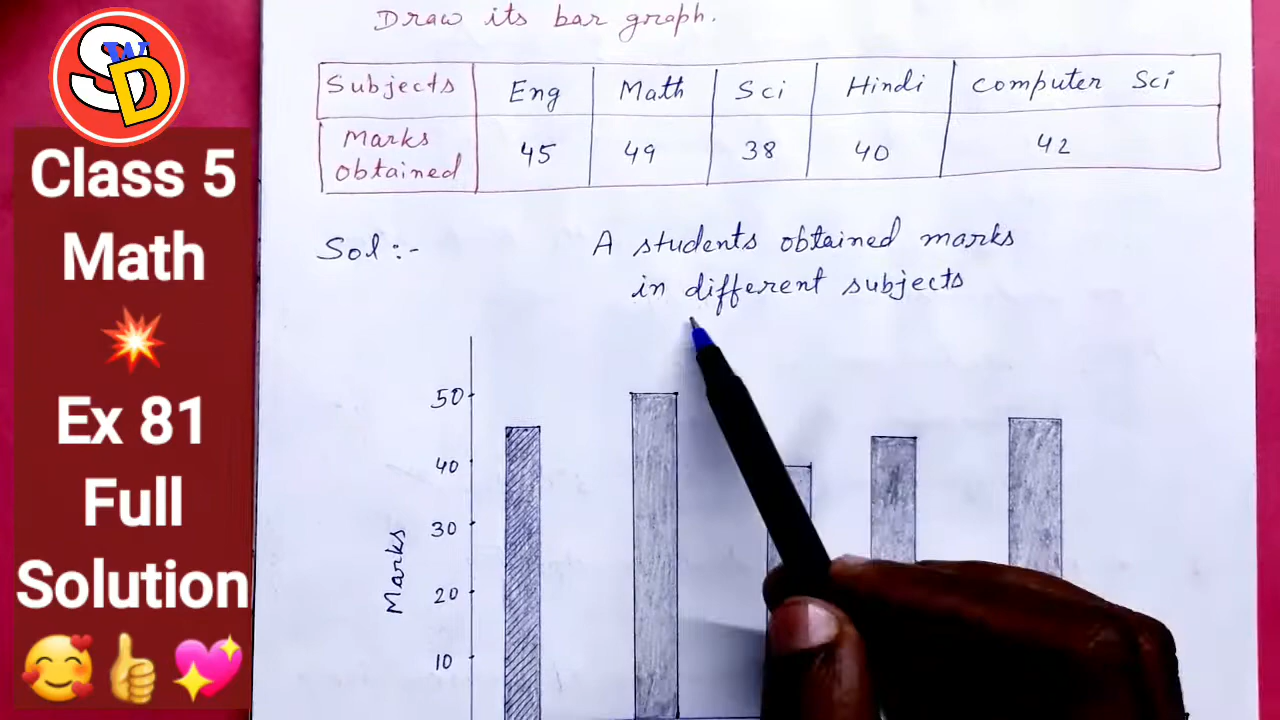 Draw its bar graph.
SWD
Class 5
Math
Ex 81
Full
Solution
Subjects Eng Math Sci Hindi Computer Sci
Marks obtained 45 49 38 40 42
Sol :-
A students obtained marks
in different subjects
50
40
30
20
10
Marks